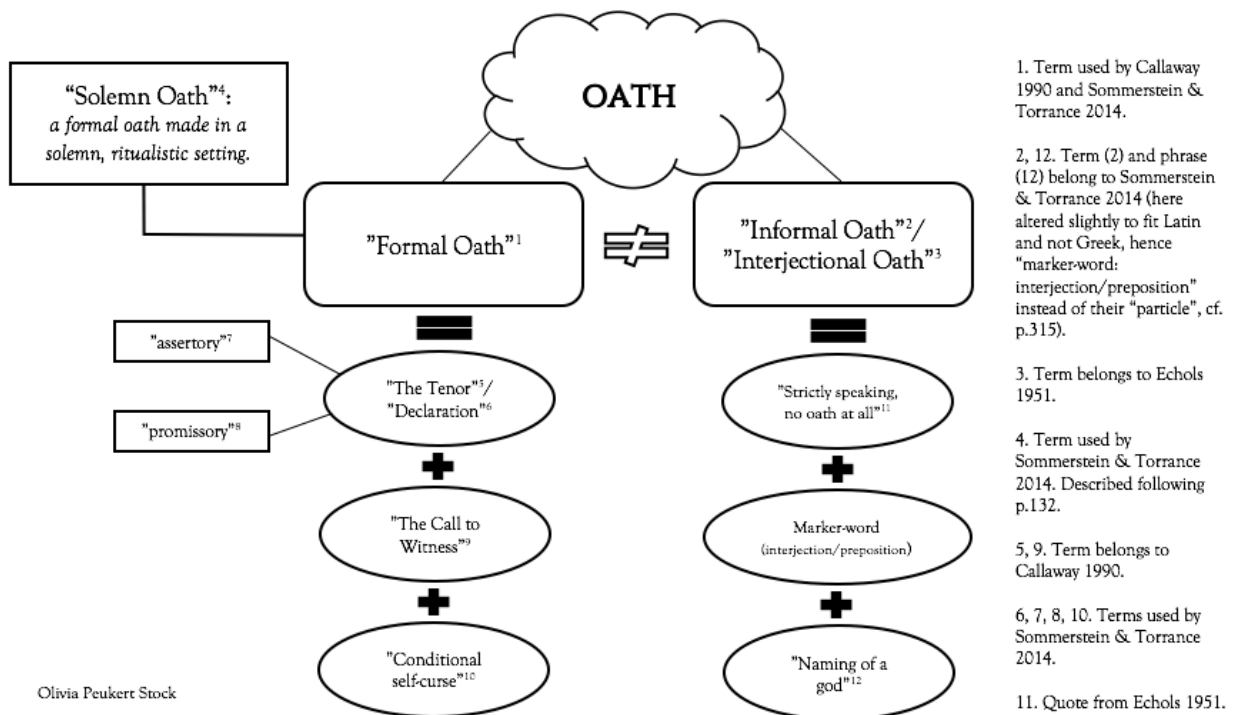 OATH
“Solemn Oath”⁴:
a formal oath made in a
solemn, ritualistic setting.
”Formal Oath”¹
”Informal Oath”²/
”Interjectional Oath”³
"assertory"⁷
"promissory"⁸
"The Tenor"⁵/
"Declaration"⁶
"The Call to
Witness"⁹
"Conditional
self-curse"¹⁰
"Strictly speaking,
no oath at all"¹¹
Marker-word
(interjection/preposition)
"Naming of a
god"¹²
Olivia Peukert Stock
1. Term used by Callaway
1990 and Sommerstein &
Torrance 2014.
2, 12. Term (2) and phrase
(12) belong to Sommerstein
& Torrance 2014 (here
altered slightly to fit Latin
and not Greek, hence
“marker-word:
interjection/preposition”
instead of their “particle”, cf.
p.315).
3. Term belongs to Echols
1951.
4. Term used by
Sommerstein & Torrance
2014. Described following
p.132.
5, 9. Term belongs to
Callaway 1990.
6, 7, 8, 10. Terms used by
Sommerstein & Torrance
2014.
11. Quote from Echols 1951.